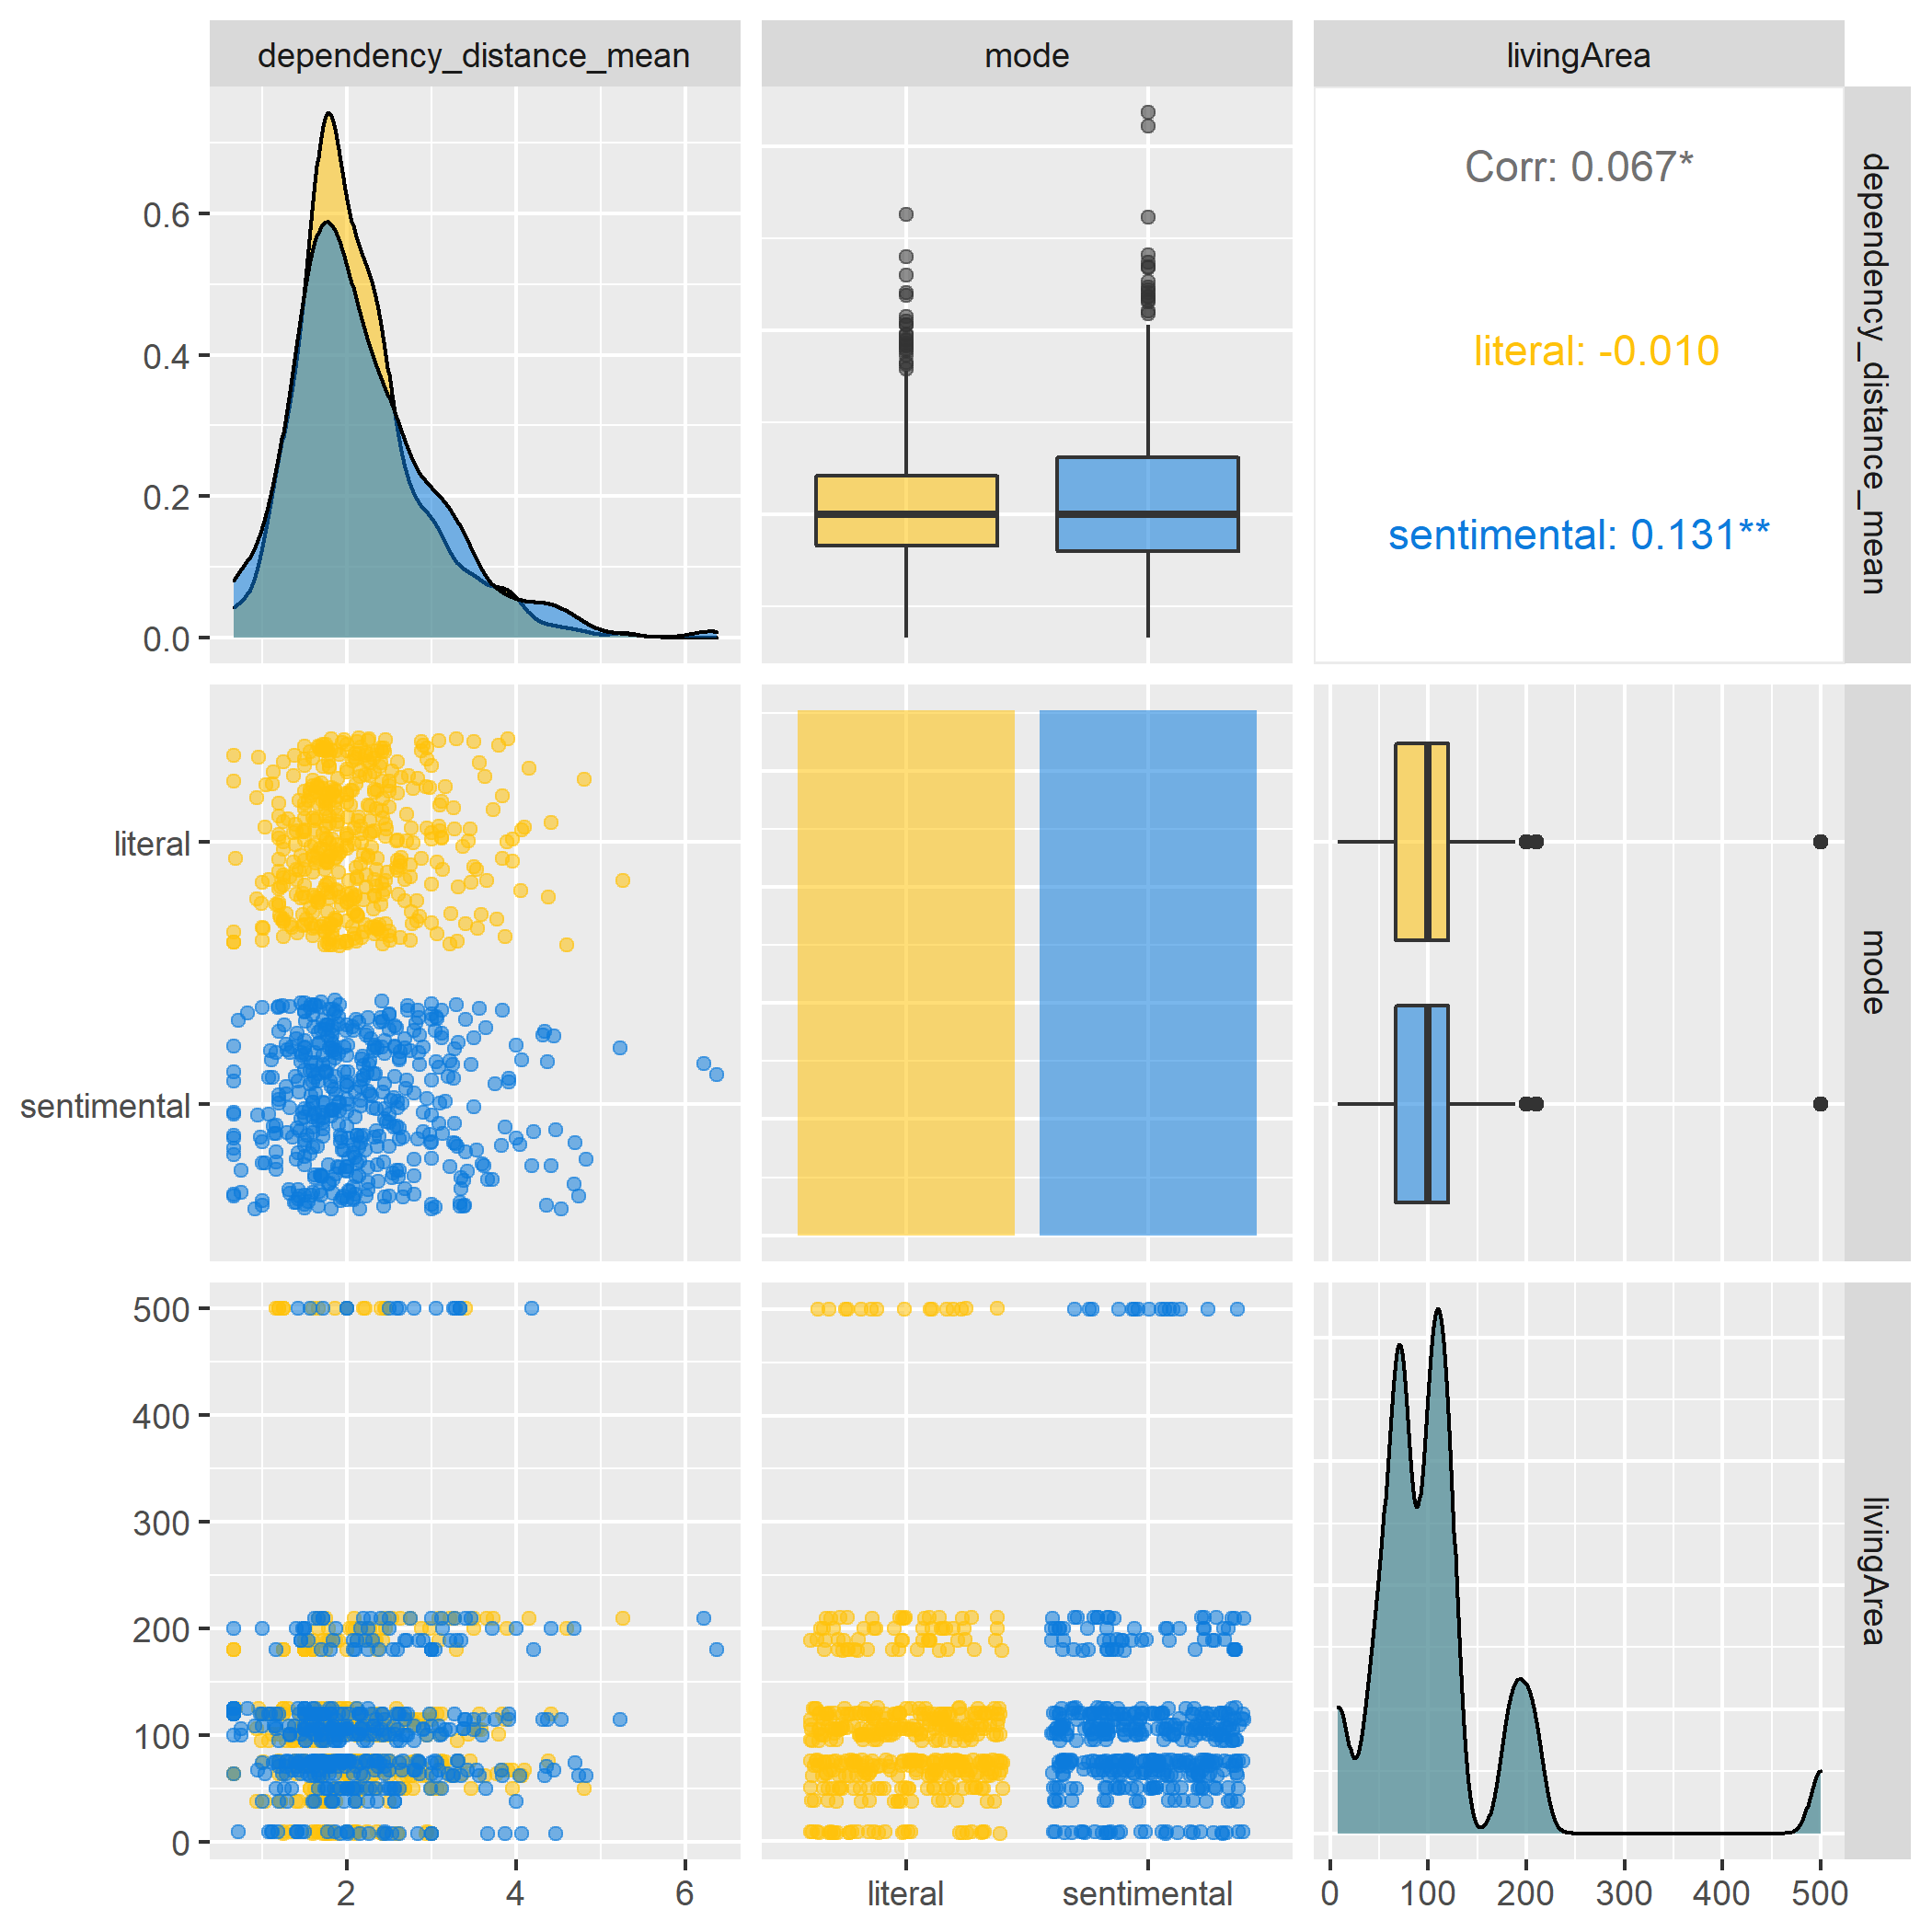 dependency_distance_mean
mode
livingArea
0.6
0.4
0.2
0.0
Corr: 0.067*
literal: -0.010
sentimental: 0.131**
dependency_distance_mean
literal
sentimental
mode
500
400
300
200
100
0
livingArea
2
4
6
literal
sentimental
0
100
200
300
400
500